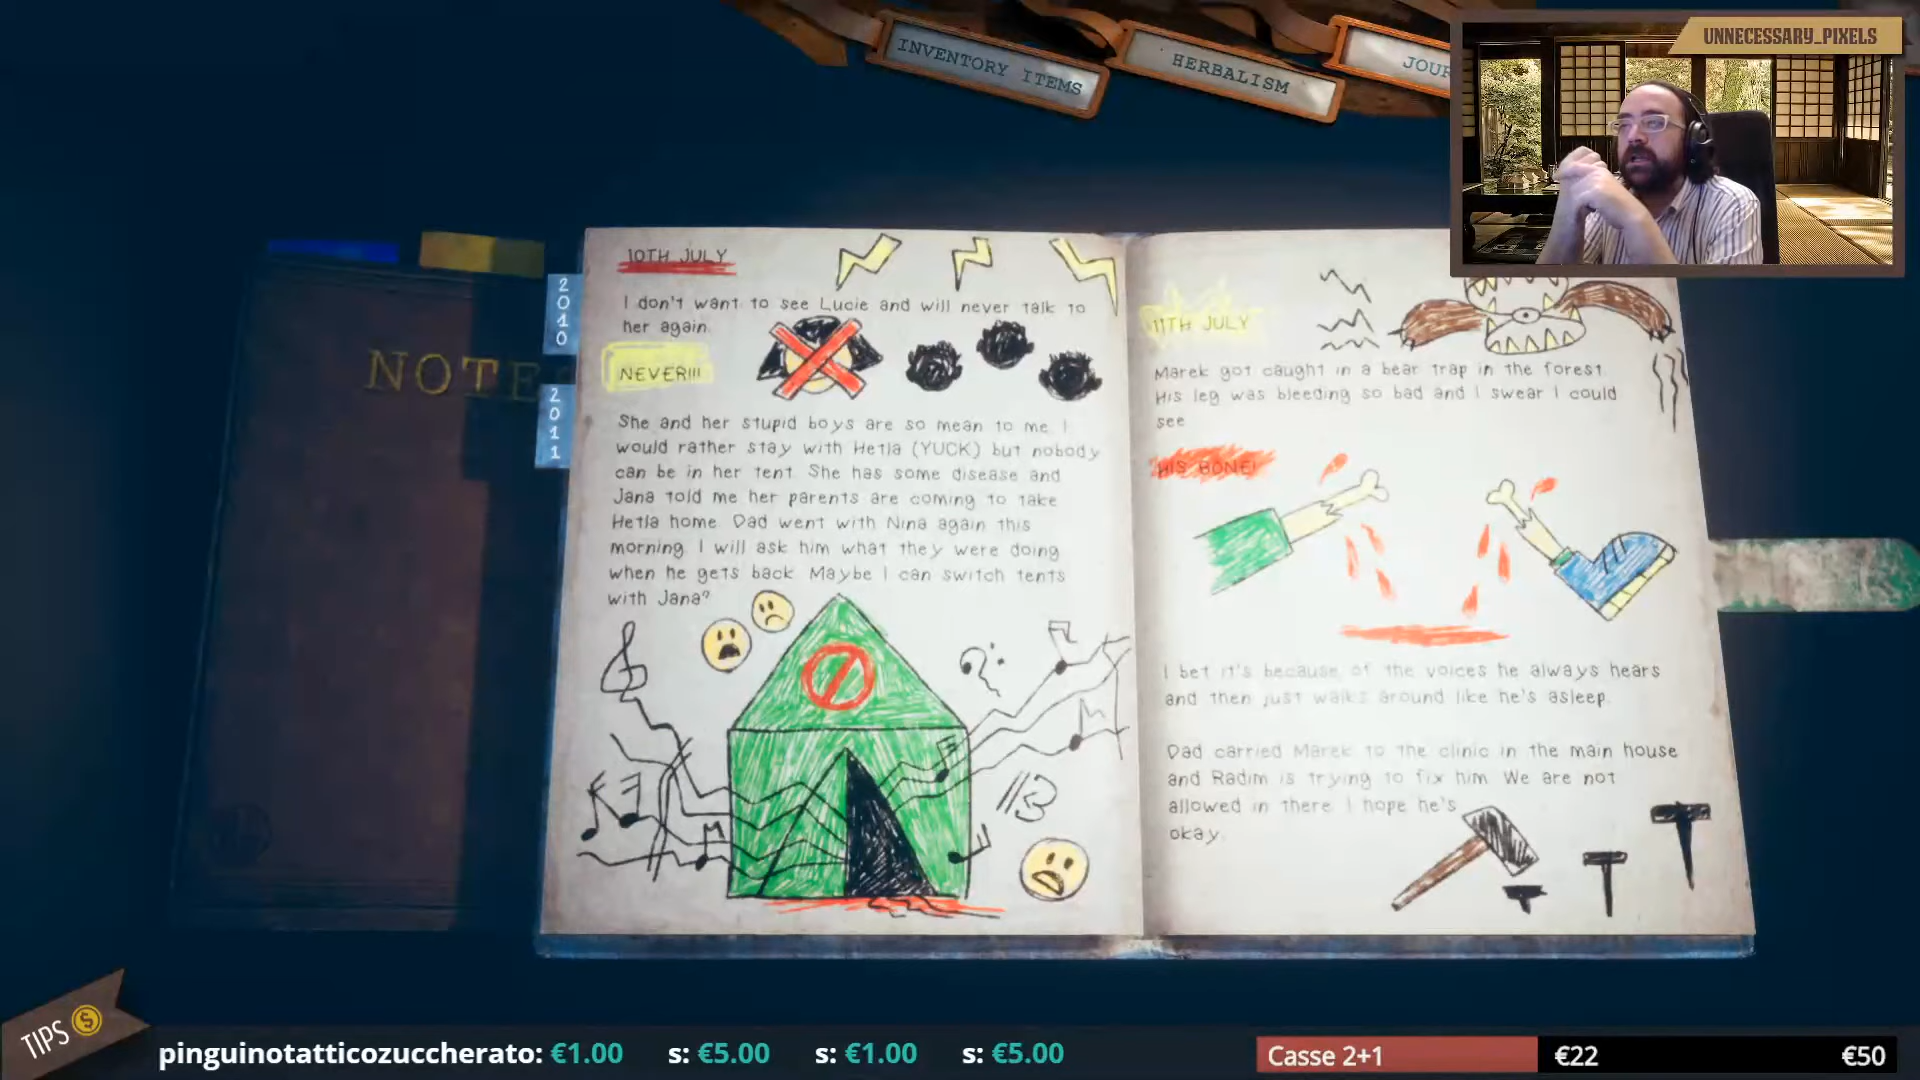 INVENTORY ITEMS
HERBALISM
JOUR
UNNECESSARY_PIXELS
NOTE
2010
2011
10TH JULY
I don't want to see Lucie and will never talk to
her again.
NEVER!!!
She and her stupid boys are so mean to me. I
would rather stay with Hetla (YUCK) but nobody
can be in her tent. She has some disease and
Jana told me her parents are coming to take
Hetla home. Dad went with Nina again this
morning. I will ask him what they were doing
when he gets back. Maybe I can switch tents
with Jana?
11TH JULY
Marek got caught in a bear trap in the forest.
His leg was bleeding so bad and I swear I could
see
HIS BONE!
I bet it's because of the voices he always hears
and then just walks around like he's asleep.
Dad carried Marek to the clinic in the main house
and Radim is trying to fix him. We are not
allowed in there. I hope he's
okay.
TIPS
pinguinotatticozuccherato: €1.00 s: €5.00 s: €1.00 s: €5.00
Casse 2+1 €22 €50